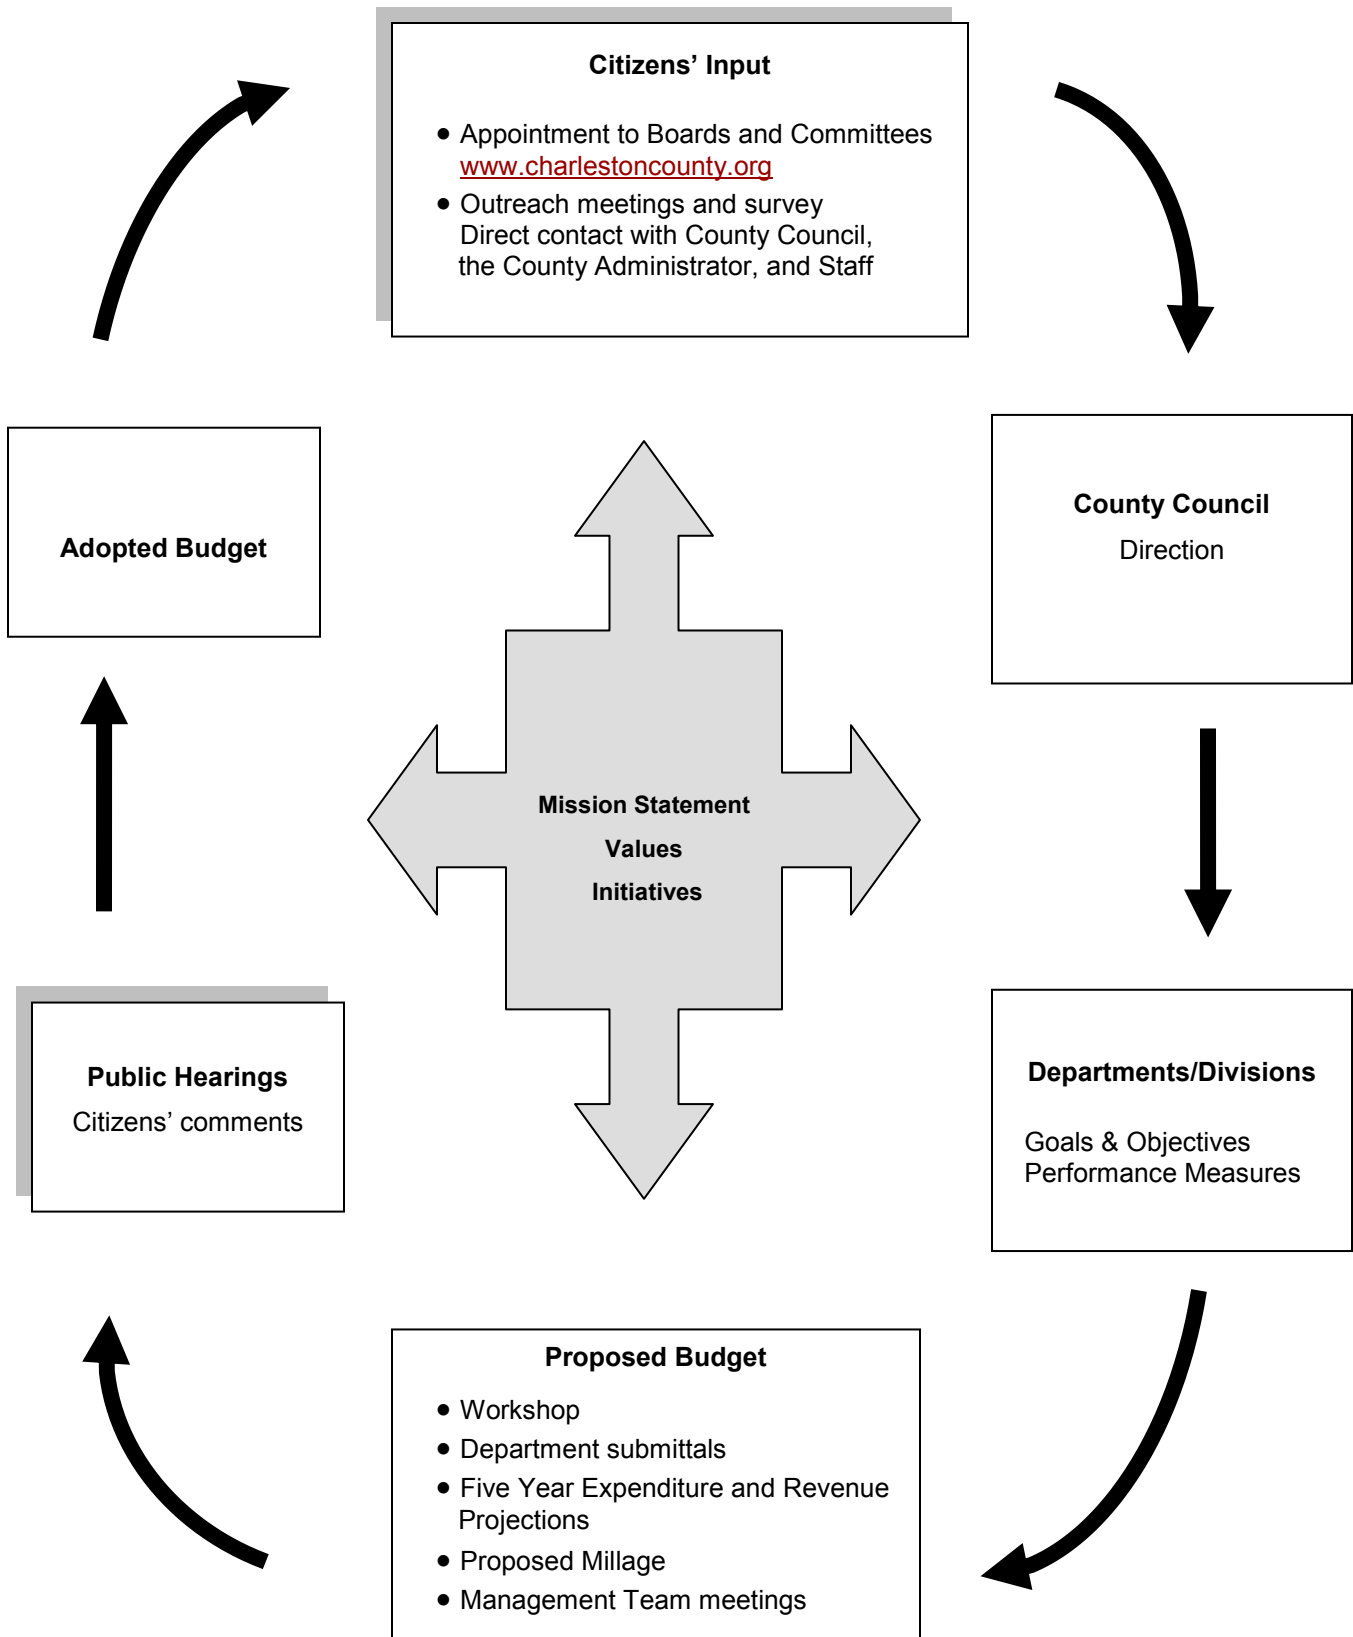 Citizens’ Input
• Appointment to Boards and Committees
www.charlestoncounty.org
• Outreach meetings and survey
Direct contact with County Council,
the County Administrator, and Staff
County Council
Direction
Departments/Divisions
Goals & Objectives
Performance Measures
Proposed Budget
• Workshop
• Department submittals
• Five Year Expenditure and Revenue
Projections
• Proposed Millage
• Management Team meetings
Public Hearings
Citizens’ comments
Adopted Budget
Mission Statement
Values
Initiatives